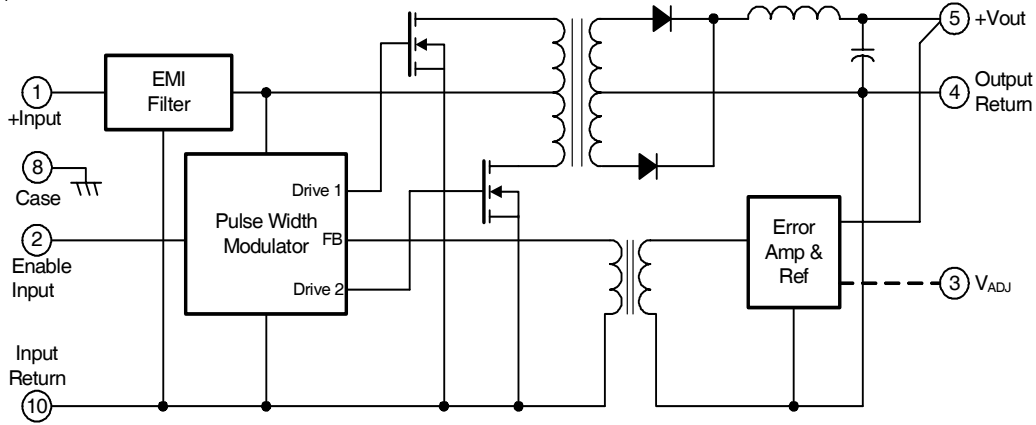 5 +Vout
EMI
Filter
1
+Input
4 Output
Return
8
Case
Drive 1
Pulse Width
Modulator
FB
Drive 2
2
Enable
Input
Error
Amp &
Ref
3 VADJ
Input
Return
10